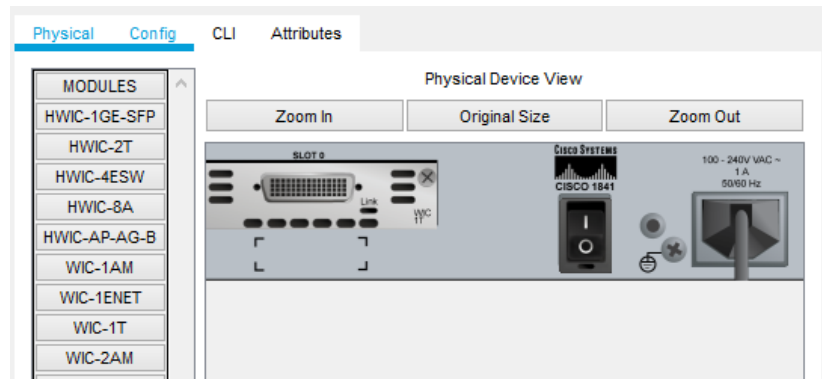 Physical Config CLI Attributes
MODULES
HWIC-1GE-SFP
HWIC-2T
HWIC-4ESW
HWIC-8A
HWIC-AP-AG-B
WIC-1AM
WIC-1ENET
WIC-1T
WIC-2AM
Physical Device View
Zoom In Original Size Zoom Out
SLOT 0
Link
WIC
1T
CISCO SYSTEMS
CISCO 1841
I
O
100 - 240V VAC ~
1 A
50/60 Hz